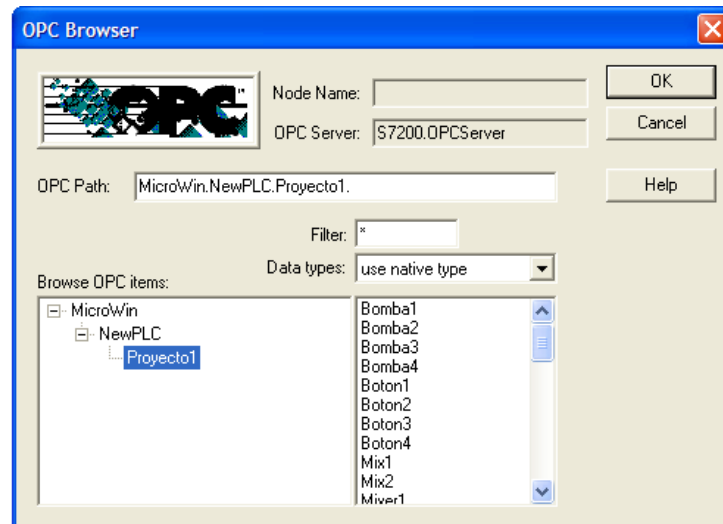 OPC Browser
OPC
Node Name:
OK
OPC Server: S7200.OPCServer
Cancel
OPC Path: MicroWin.NewPLC.Proyecto1.
Help
Filter: *
Data types: use native type
Browse OPC items:
MicroWin
NewPLC
Proyecto1
Bomba1
Bomba2
Bomba3
Bomba4
Boton1
Boton2
Boton3
Boton4
Mix1
Mix2
Mixer1